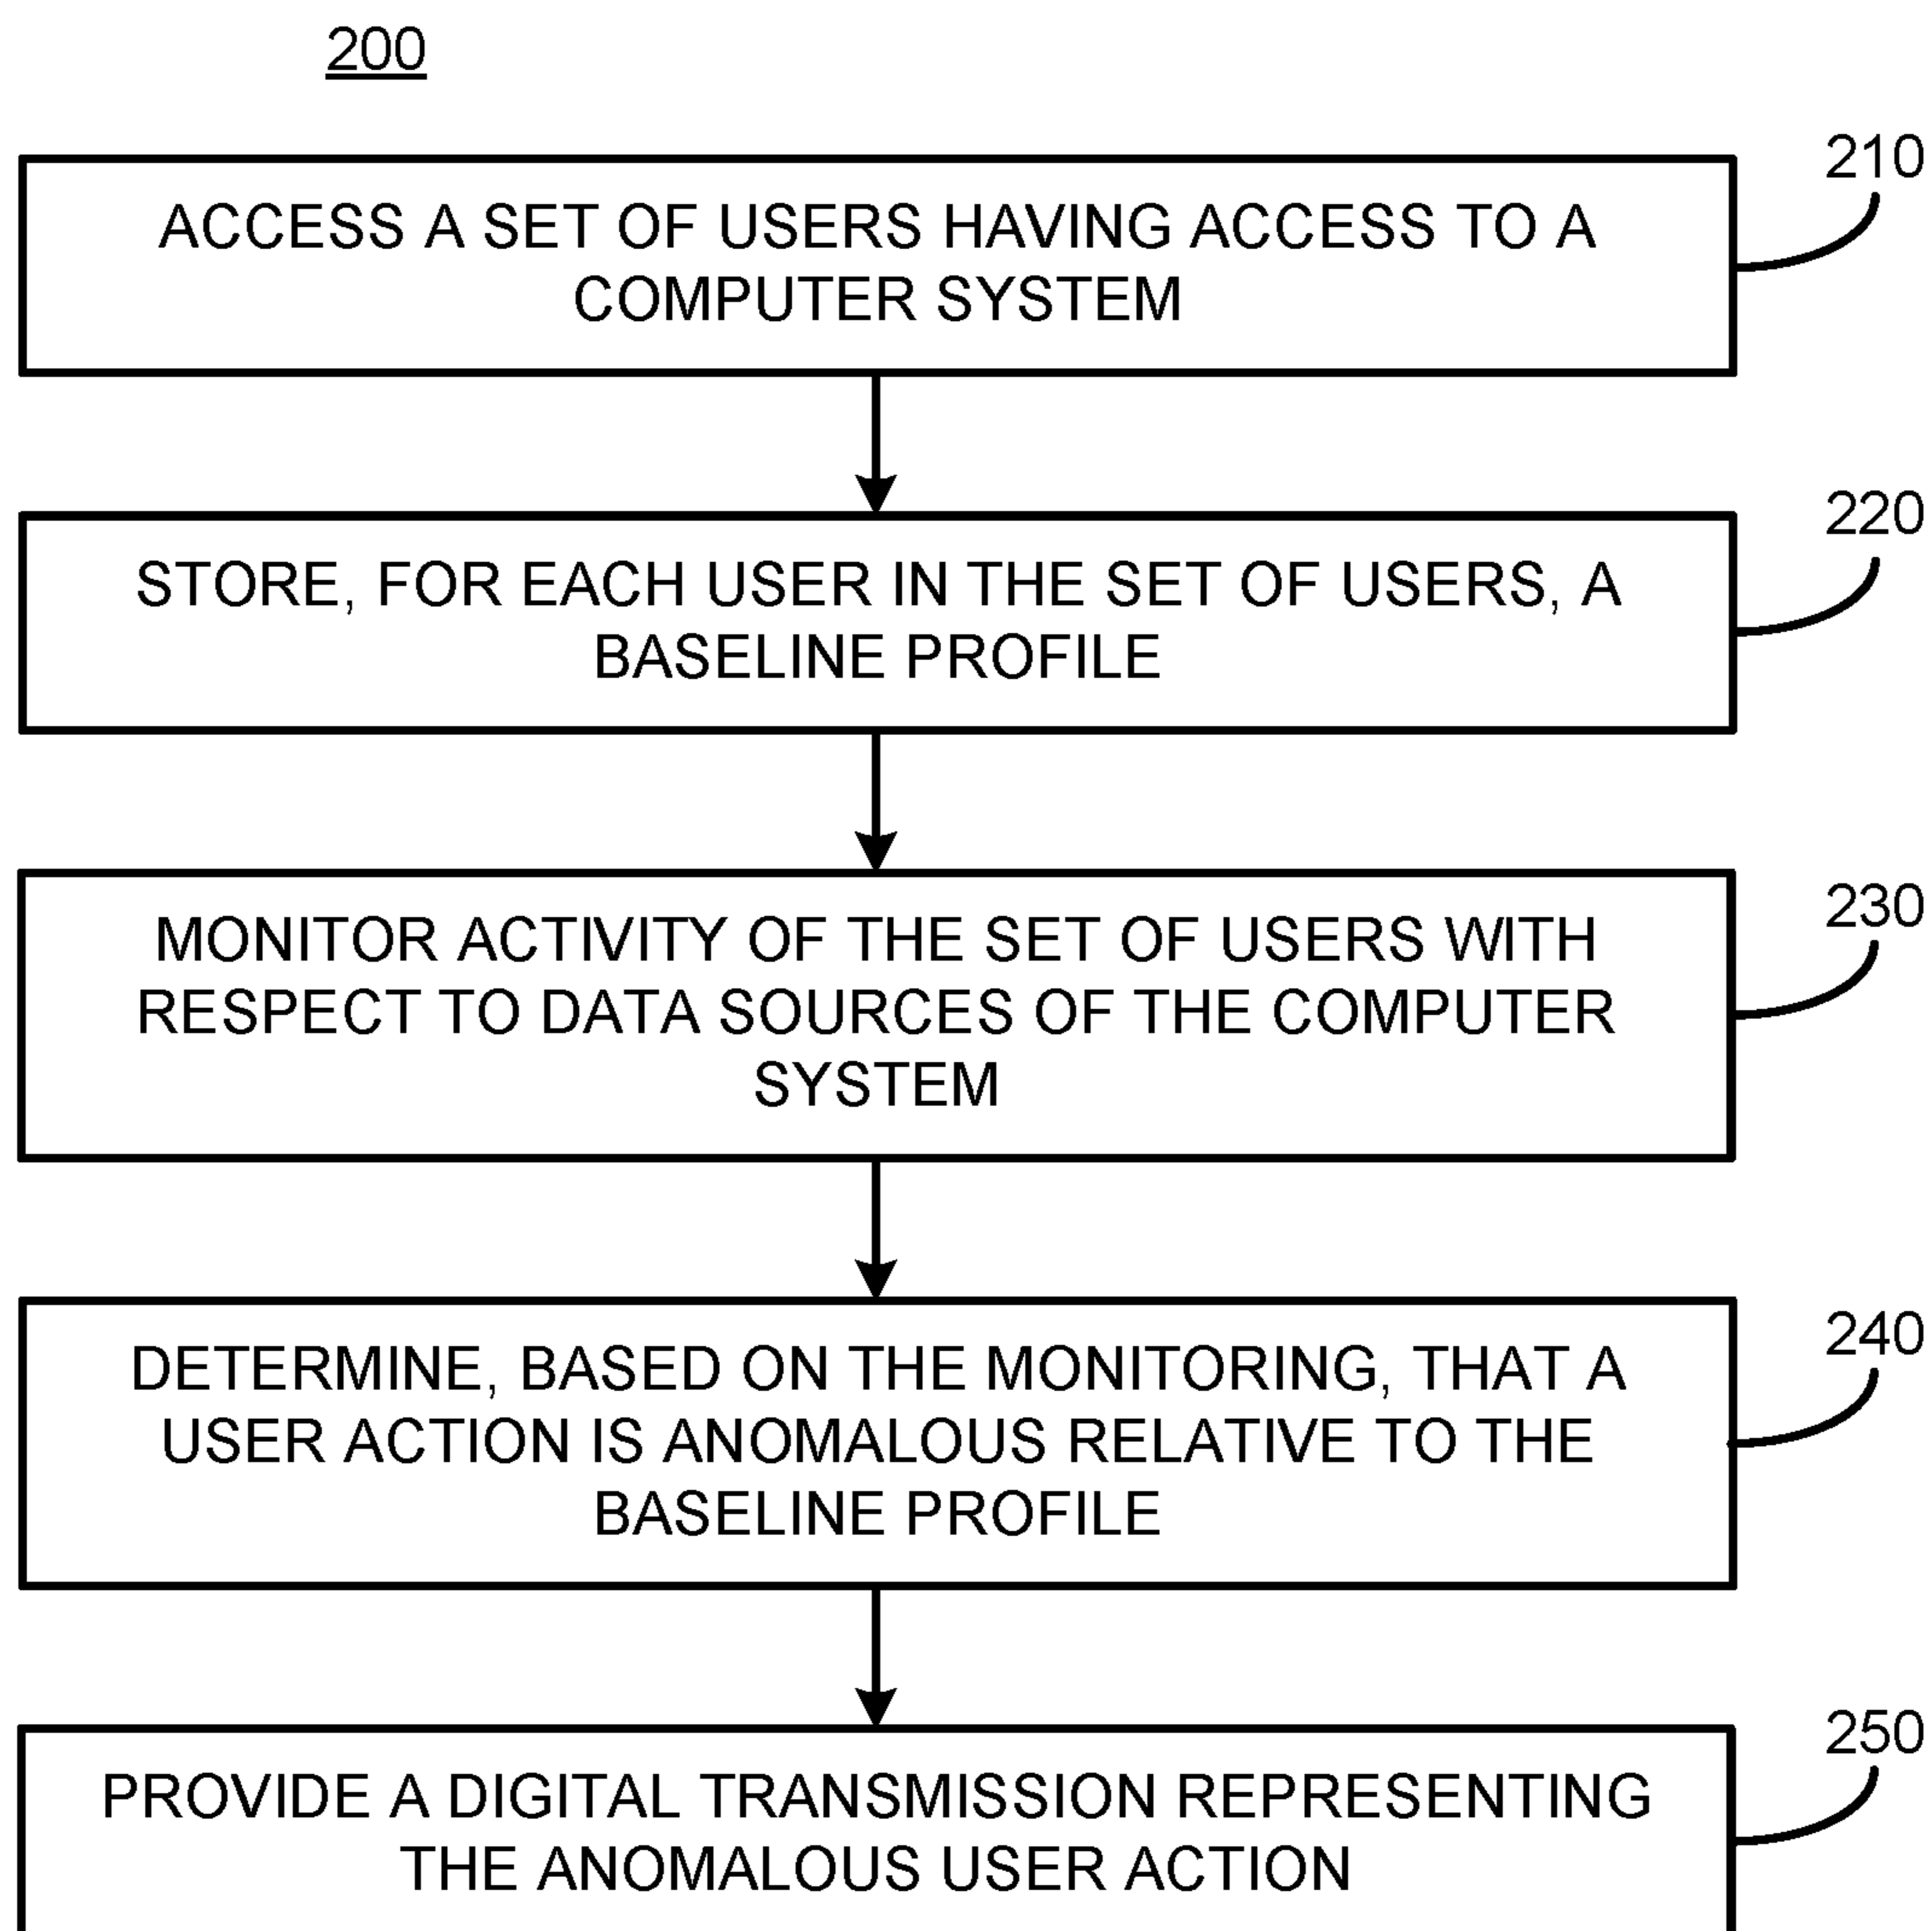 200
210
ACCESS A SET OF USERS HAVING ACCESS TO A
COMPUTER SYSTEM
220
STORE, FOR EACH USER IN THE SET OF USERS, A
BASELINE PROFILE
230
MONITOR ACTIVITY OF THE SET OF USERS WITH
RESPECT TO DATA SOURCES OF THE COMPUTER
SYSTEM
240
DETERMINE, BASED ON THE MONITORING, THAT A
USER ACTION IS ANOMALOUS RELATIVE TO THE
BASELINE PROFILE
250
PROVIDE A DIGITAL TRANSMISSION REPRESENTING
THE ANOMALOUS USER ACTION